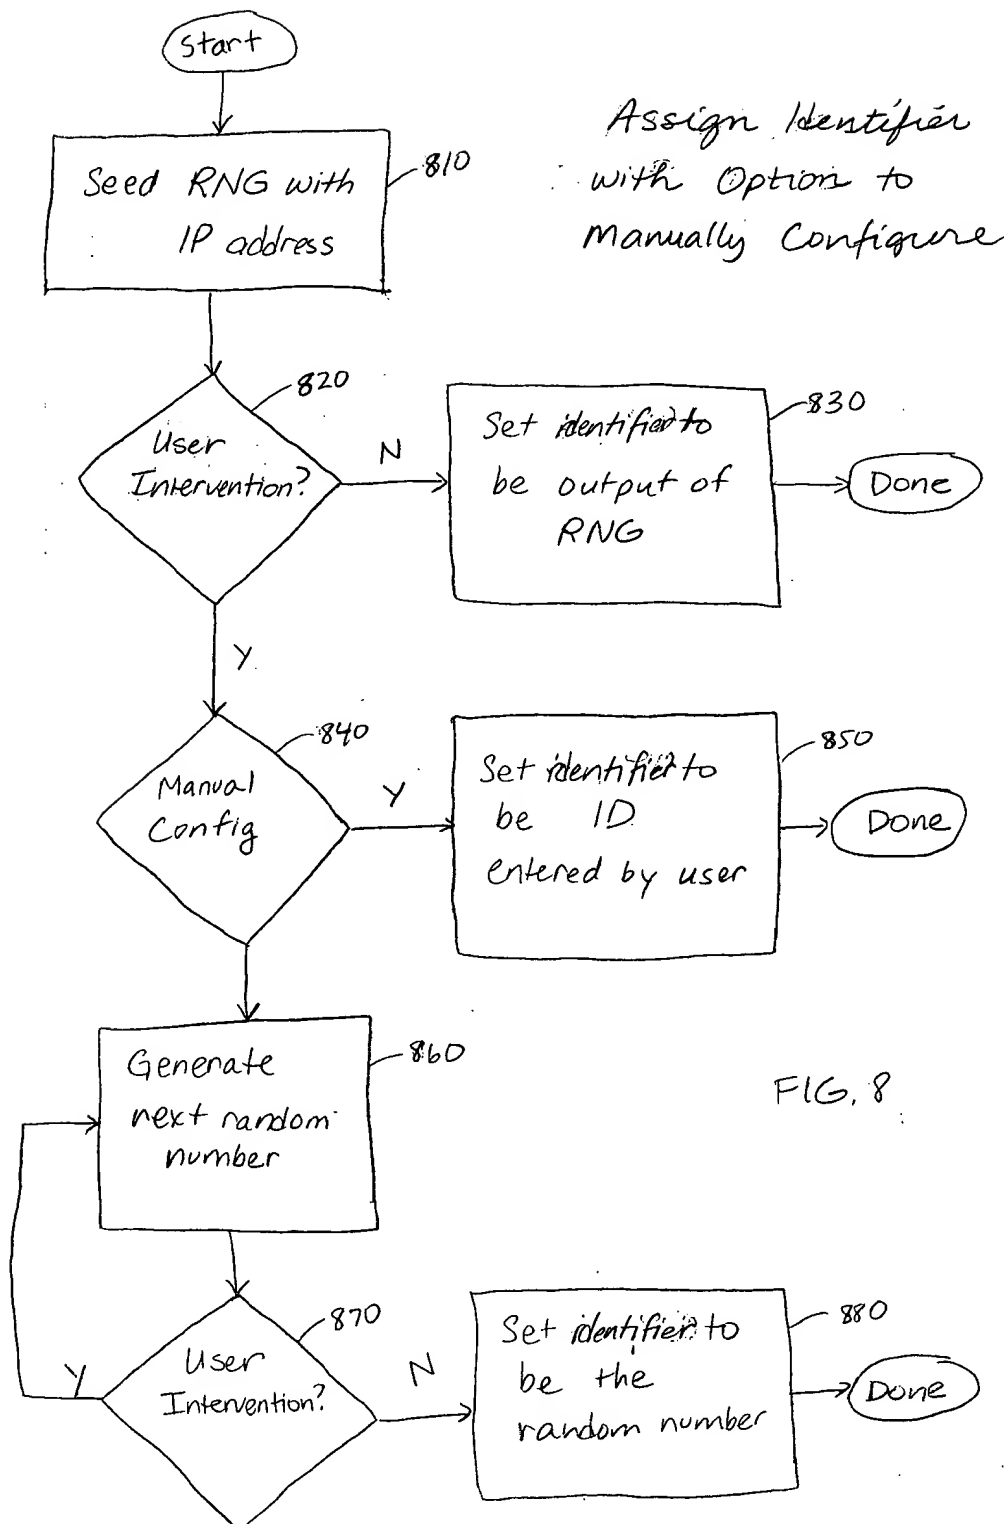 Start
Assign Identifier
with Option to
Manually Configure
Seed RNG with
IP address
810
User
Intervention?
820
N
Set identifier to
be output of
RNG
830
Done
Y
Manual
Config
840
Y
Set identifier to
be ID
entered by user
850
Done
Generate
next random
number
860
FIG. 8
User
Intervention?
870
Y
N
Set identifier to
be the
random number
880
Done